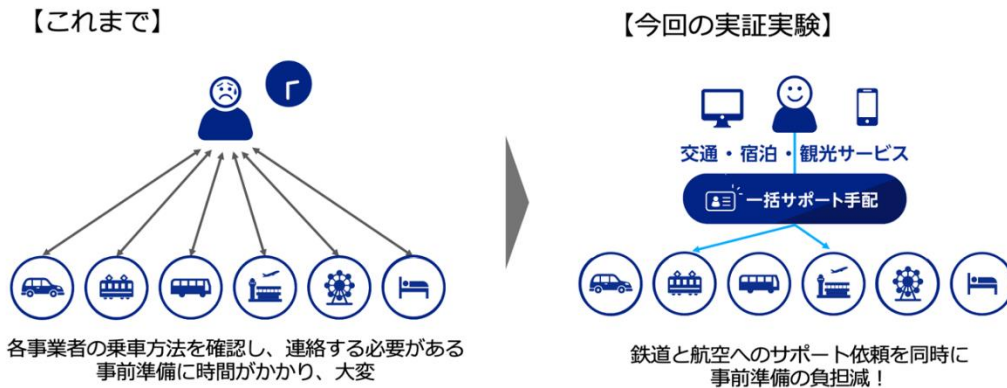 【これまで】
各事業者の乗車方法を確認し、連絡する必要がある
事前準備に時間がかかり、大変
【今回の実証実験】
交通・宿泊・観光サービス
一括サポート手配
鉄道と航空へのサポート依頼を同時に
事前準備の負担減！